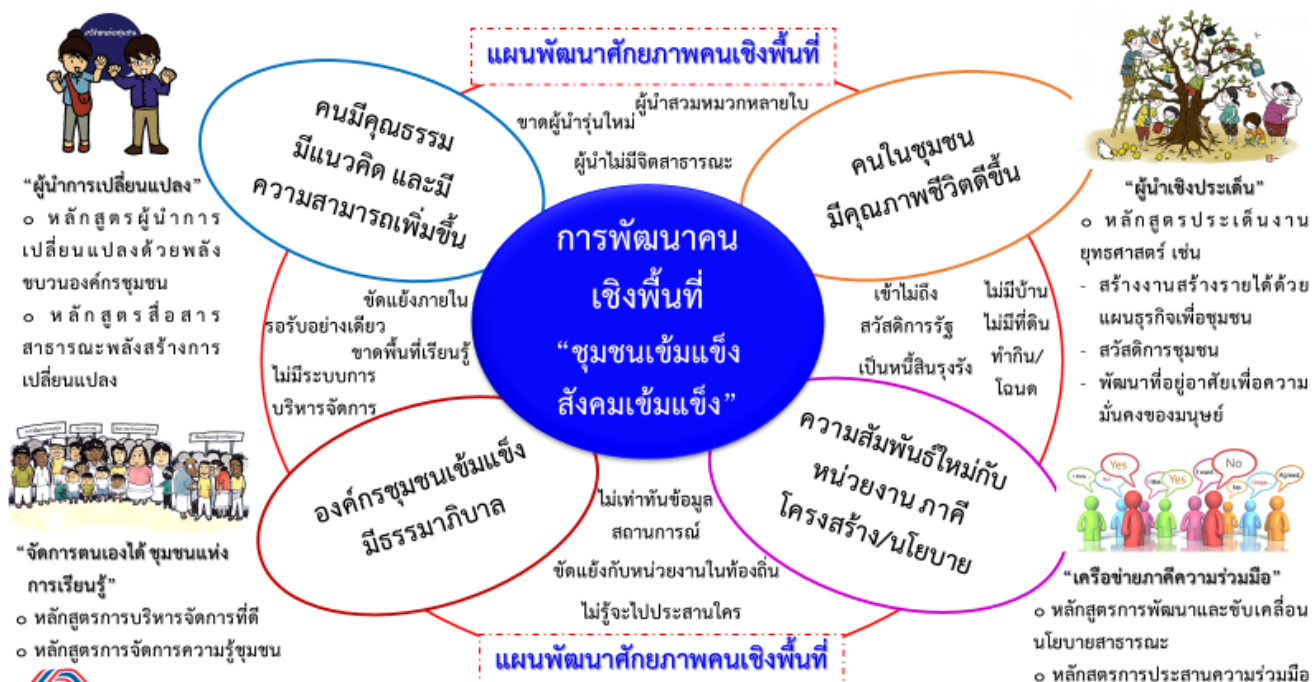 แผนพัฒนาศักยภาพคนเชิงพื้นที่
คนมีคุณธรรม
มีแนวคิด และมี
ความสามารถเพิ่มขึ้น
ผู้นำสวมหมวกหลายใบ
ขาดผู้นำรุ่นใหม่
ผู้นำไม่มีจิตสาธารณะ
คนในชุมชน
มีคุณภาพชีวิตดีขึ้น
“ผู้นำการเปลี่ยนแปลง”
o หลักสูตรผู้นำการ
เปลี่ยนแปลงด้วยพลัง
ขบวนองค์กรชุมชน
o หลักสูตรสื่อสาร
สาธารณะพลังสร้างการ
เปลี่ยนแปลง
การพัฒนาคน
เชิงพื้นที่
“ชุมชนเข้มแข็ง
สังคมเข้มแข็ง”
“ผู้นำเชิงประเด็น”
o หลักสูตรประเด็นงาน
ยุทธศาสตร์ เช่น
- สร้างงานสร้างรายได้ด้วย
แผนธุรกิจเพื่อชุมชน
- สวัสดิการชุมชน
- พัฒนาที่อยู่อาศัยเพื่อความ
มั่นคงของมนุษย์
ขัดแย้งภายใน
รอรับอย่างเดียว
ขาดพื้นที่เรียนรู้
ไม่มีระบบการ
บริหารจัดการ
เข้าไม่ถึง
สวัสดิการรัฐ
เป็นหนี้สินรุงรัง
ไม่มีบ้าน
ไม่มีที่ดิน
ทำกิน/
โฉนด
องค์กรชุมชนเข้มแข็ง
มีธรรมาภิบาล
ไม่เท่าทันข้อมูล
สถานการณ์
ขัดแย้งกับหน่วยงานในท้องถิ่น
ไม่รู้จะไปประสานใคร
ความสัมพันธ์ใหม่กับ
หน่วยงาน ภาคี
โครงสร้าง/นโยบาย
“จัดการตนเองได้ ชุมชนแห่ง
การเรียนรู้”
o หลักสูตรการบริหารจัดการที่ดี
o หลักสูตรการจัดการความรู้ชุมชน
Yes
Yes
No
No
Agreed.
“เครือข่ายภาคีความร่วมมือ”
o หลักสูตรการพัฒนาและขับเคลื่อน
นโยบายสาธารณะ
o หลักสูตรการประสานความร่วมมือ
แผนพัฒนาศักยภาพคนเชิงพื้นที่